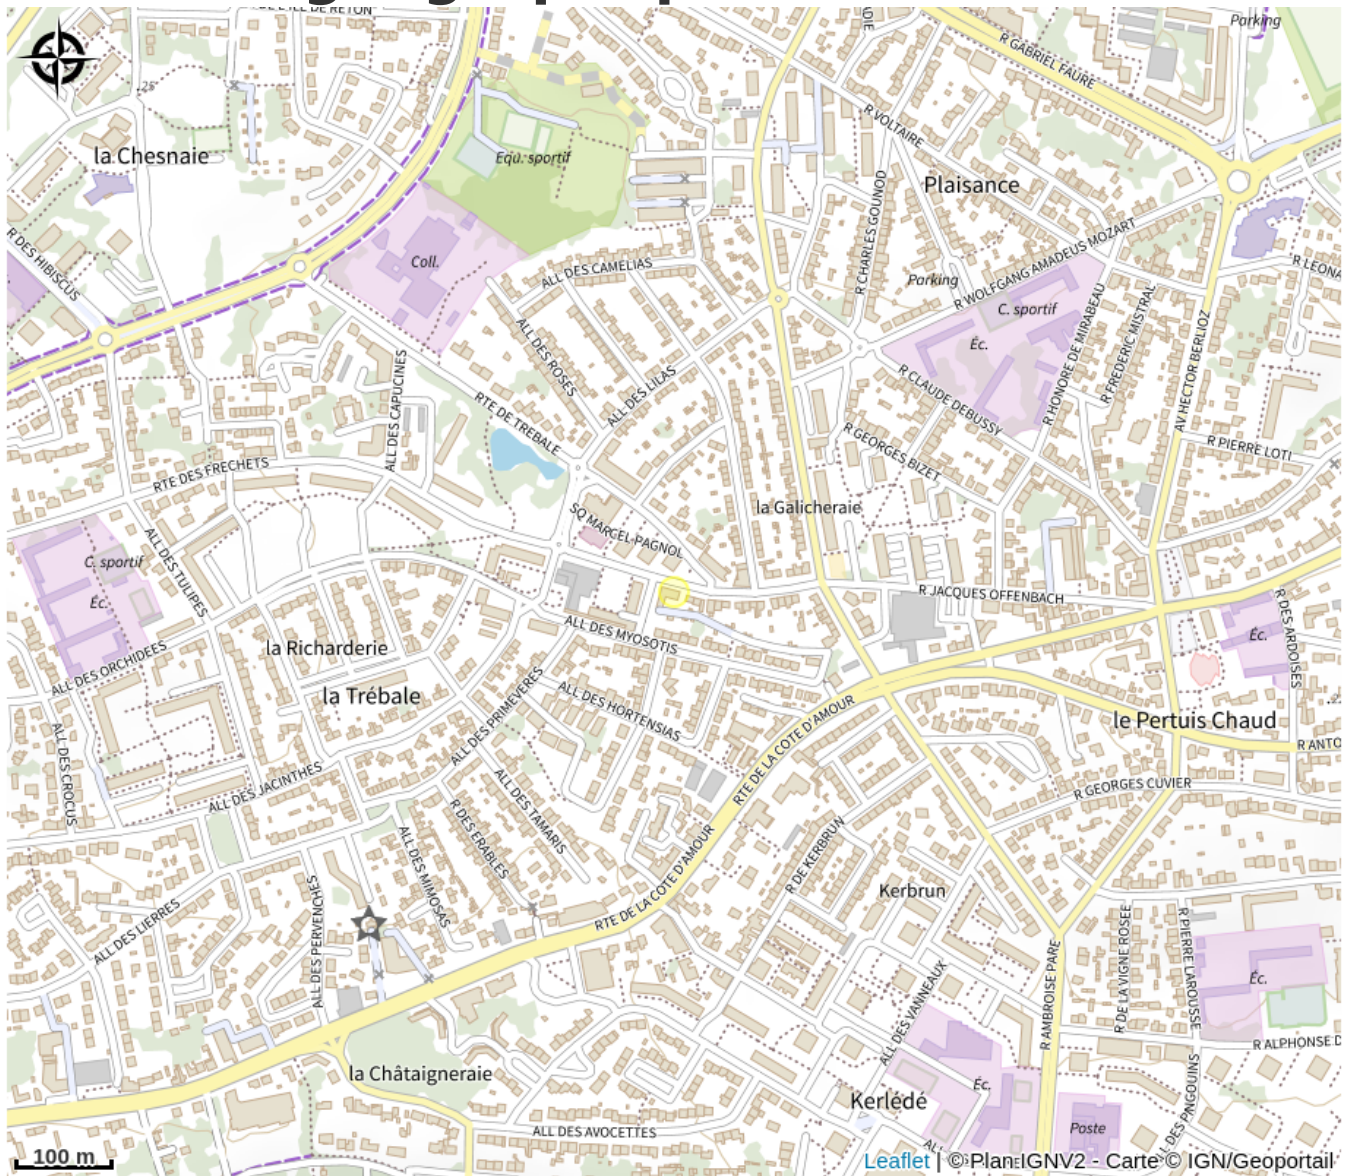 Parking
R GABRIEL FAURE
R VOLTAIRE
la Chesnaie
25
Equ. sportif
Plaisance
R CHARLES GOUNOD
R WOLFGANG AMADEUS MOZART
R DES HIBISCUS
Coll.
ALL DES CAMELIAS
Parking
C. sportif
Éc.
R HONORE DE MIRABEAU
R FREDERIC MISTRAL
AV HECTOR BERLIOZ
R LEONA
ALL DES ROSES
ALL DES LILAS
ALL DES CAPUCINES
RTE DE TREBALE
R CLAUDE DEBUSSY
R GEORGES BIZET
R PIERRE LOTI
RTE DES FRECHETS
SQ MARCEL PAGNOL
la Galicheraie
C. sportif
Éc.
ALL DES TULIPES
R JACQUES OFFENBACH
R DES ARDOISES
Éc.
ALL DES MYOSOTIS
la Richarderie
ALL DES ORCHIDEES
la Trébale
ALL DES PRIMEVERES
ALL DES HORTENSIAS
le Pertuis Chaud
R ANTO
ALL DES CROCUS
ALL DES JACINTHES
RTE DE LA COTE D'AMOUR
R GEORGES CUVIER
ALL DES TAMARIS
R DES ERABLES
ALL DES MIMOSAS
R DE KERBRUN
Kerbrun
RTE DE LA COTE D'AMOUR
ALL DES LIERRES
ALL DES PERVENCHES
R AMBROISE PARE
R DE LA VIGNE ROSEE
R PIERRE LAROUSSE
Éc.
ALL DES VANNEAUX
R ALPHONSE D
la Châtaigneraie
Éc.
Kerlédé
Poste
ALL DES AVOCETTES
100 m
Leaflet | © Plan IGNV2 - Carte © IGN/Geoportail